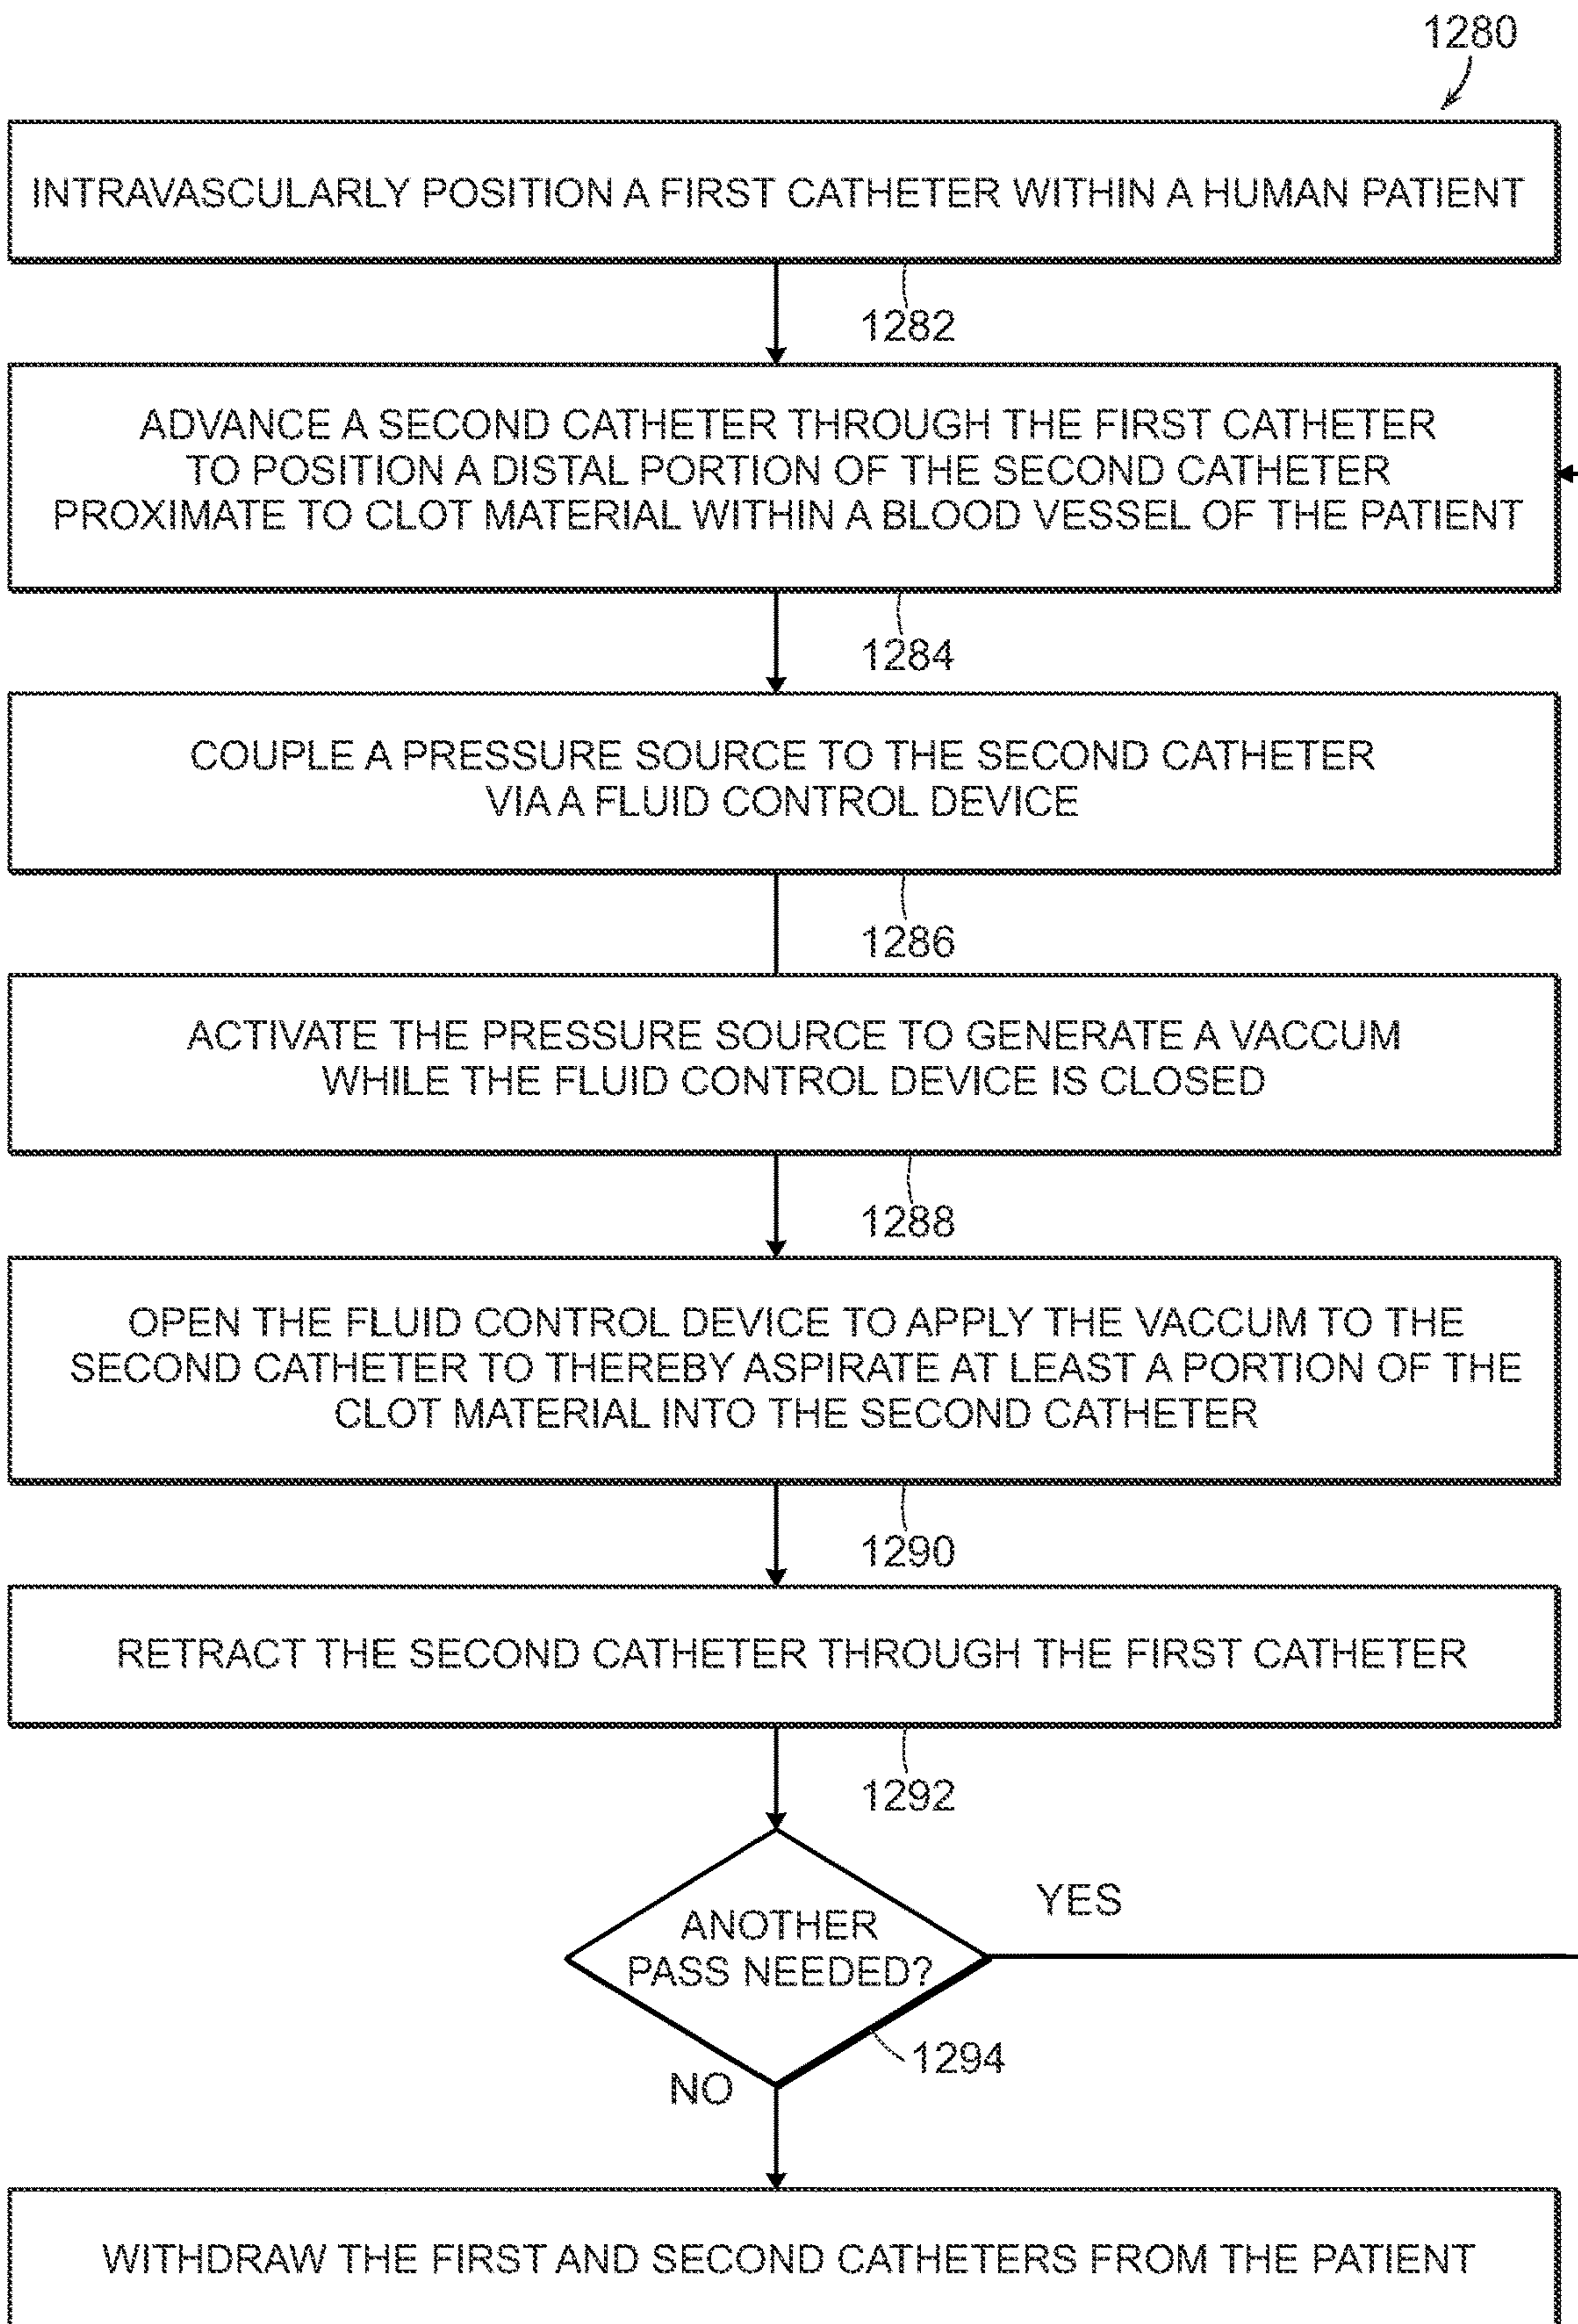 1280
INTRAVASCULARLY POSITION A FIRST CATHETER WITHIN A HUMAN PATIENT
1282
ADVANCE A SECOND CATHETER THROUGH THE FIRST CATHETER
TO POSITION A DISTAL PORTION OF THE SECOND CATHETER
PROXIMATE TO CLOT MATERIAL WITHIN A BLOOD VESSEL OF THE PATIENT
1284
COUPLE A PRESSURE SOURCE TO THE SECOND CATHETER
VIA A FLUID CONTROL DEVICE
1286
ACTIVATE THE PRESSURE SOURCE TO GENERATE A VACCUM
WHILE THE FLUID CONTROL DEVICE IS CLOSED
1288
OPEN THE FLUID CONTROL DEVICE TO APPLY THE VACCUM TO THE
SECOND CATHETER TO THEREBY ASPIRATE AT LEAST A PORTION OF THE
CLOT MATERIAL INTO THE SECOND CATHETER
1290
RETRACT THE SECOND CATHETER THROUGH THE FIRST CATHETER
1292
YES
ANOTHER
PASS NEEDED?
1294
NO
WITHDRAW THE FIRST AND SECOND CATHETERS FROM THE PATIENT